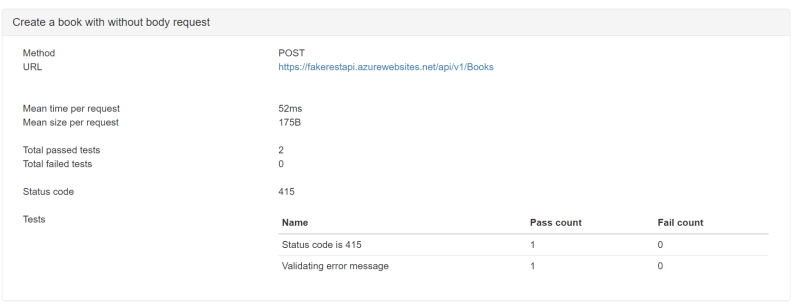 Create a book with without body request
Method POST
URL https://fakerestapi.azurewebsites.net/api/v1/Books
Mean time per request 52ms
Mean size per request 175B
Total passed tests 2
Total failed tests 0
Status code 415
Tests Name Pass count Fail count
Status code is 415 1 0
Validating error message 1 0